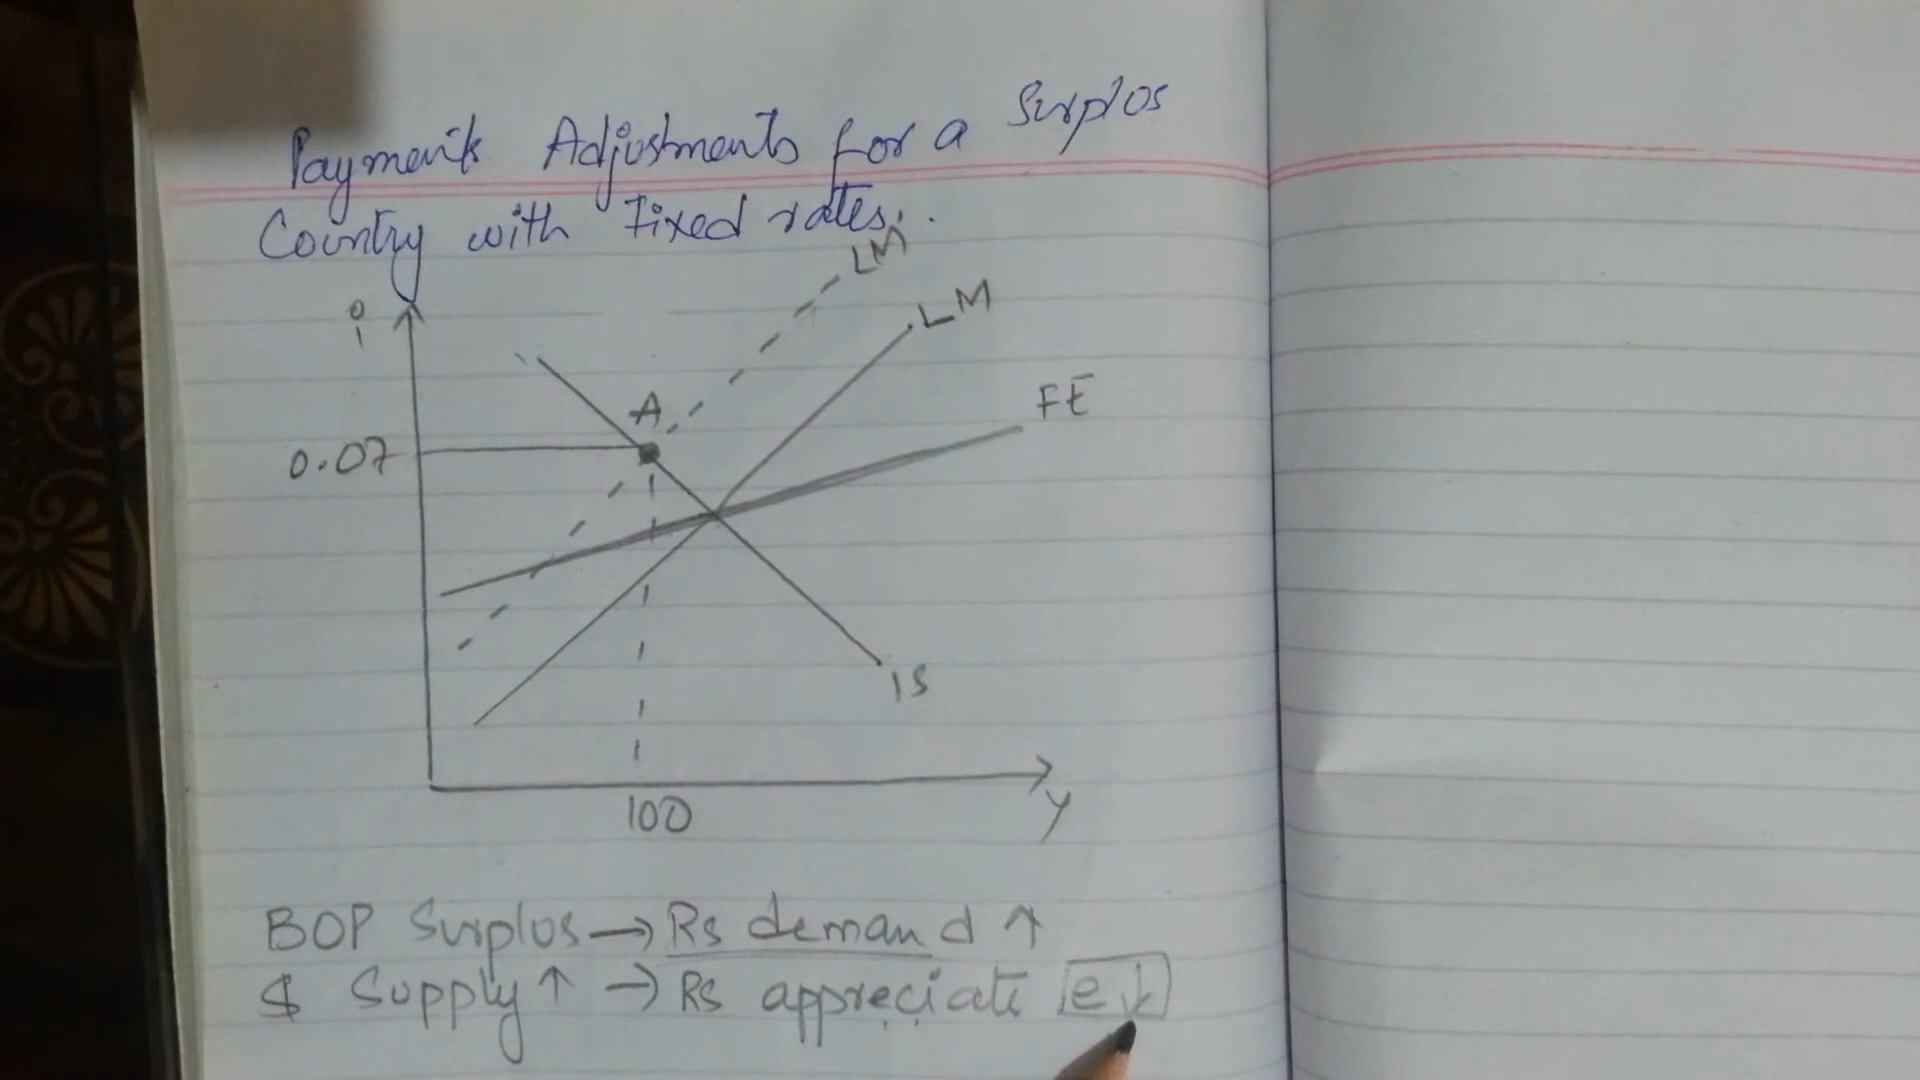 Payments Adjustments for a Surplus
Country with Fixed rates.
LM
i
LM
FE
A
0.07
IS
100
y
BOP Surplus → Rs demand ↑
$ Supply ↑ → Rs appreciate e↓